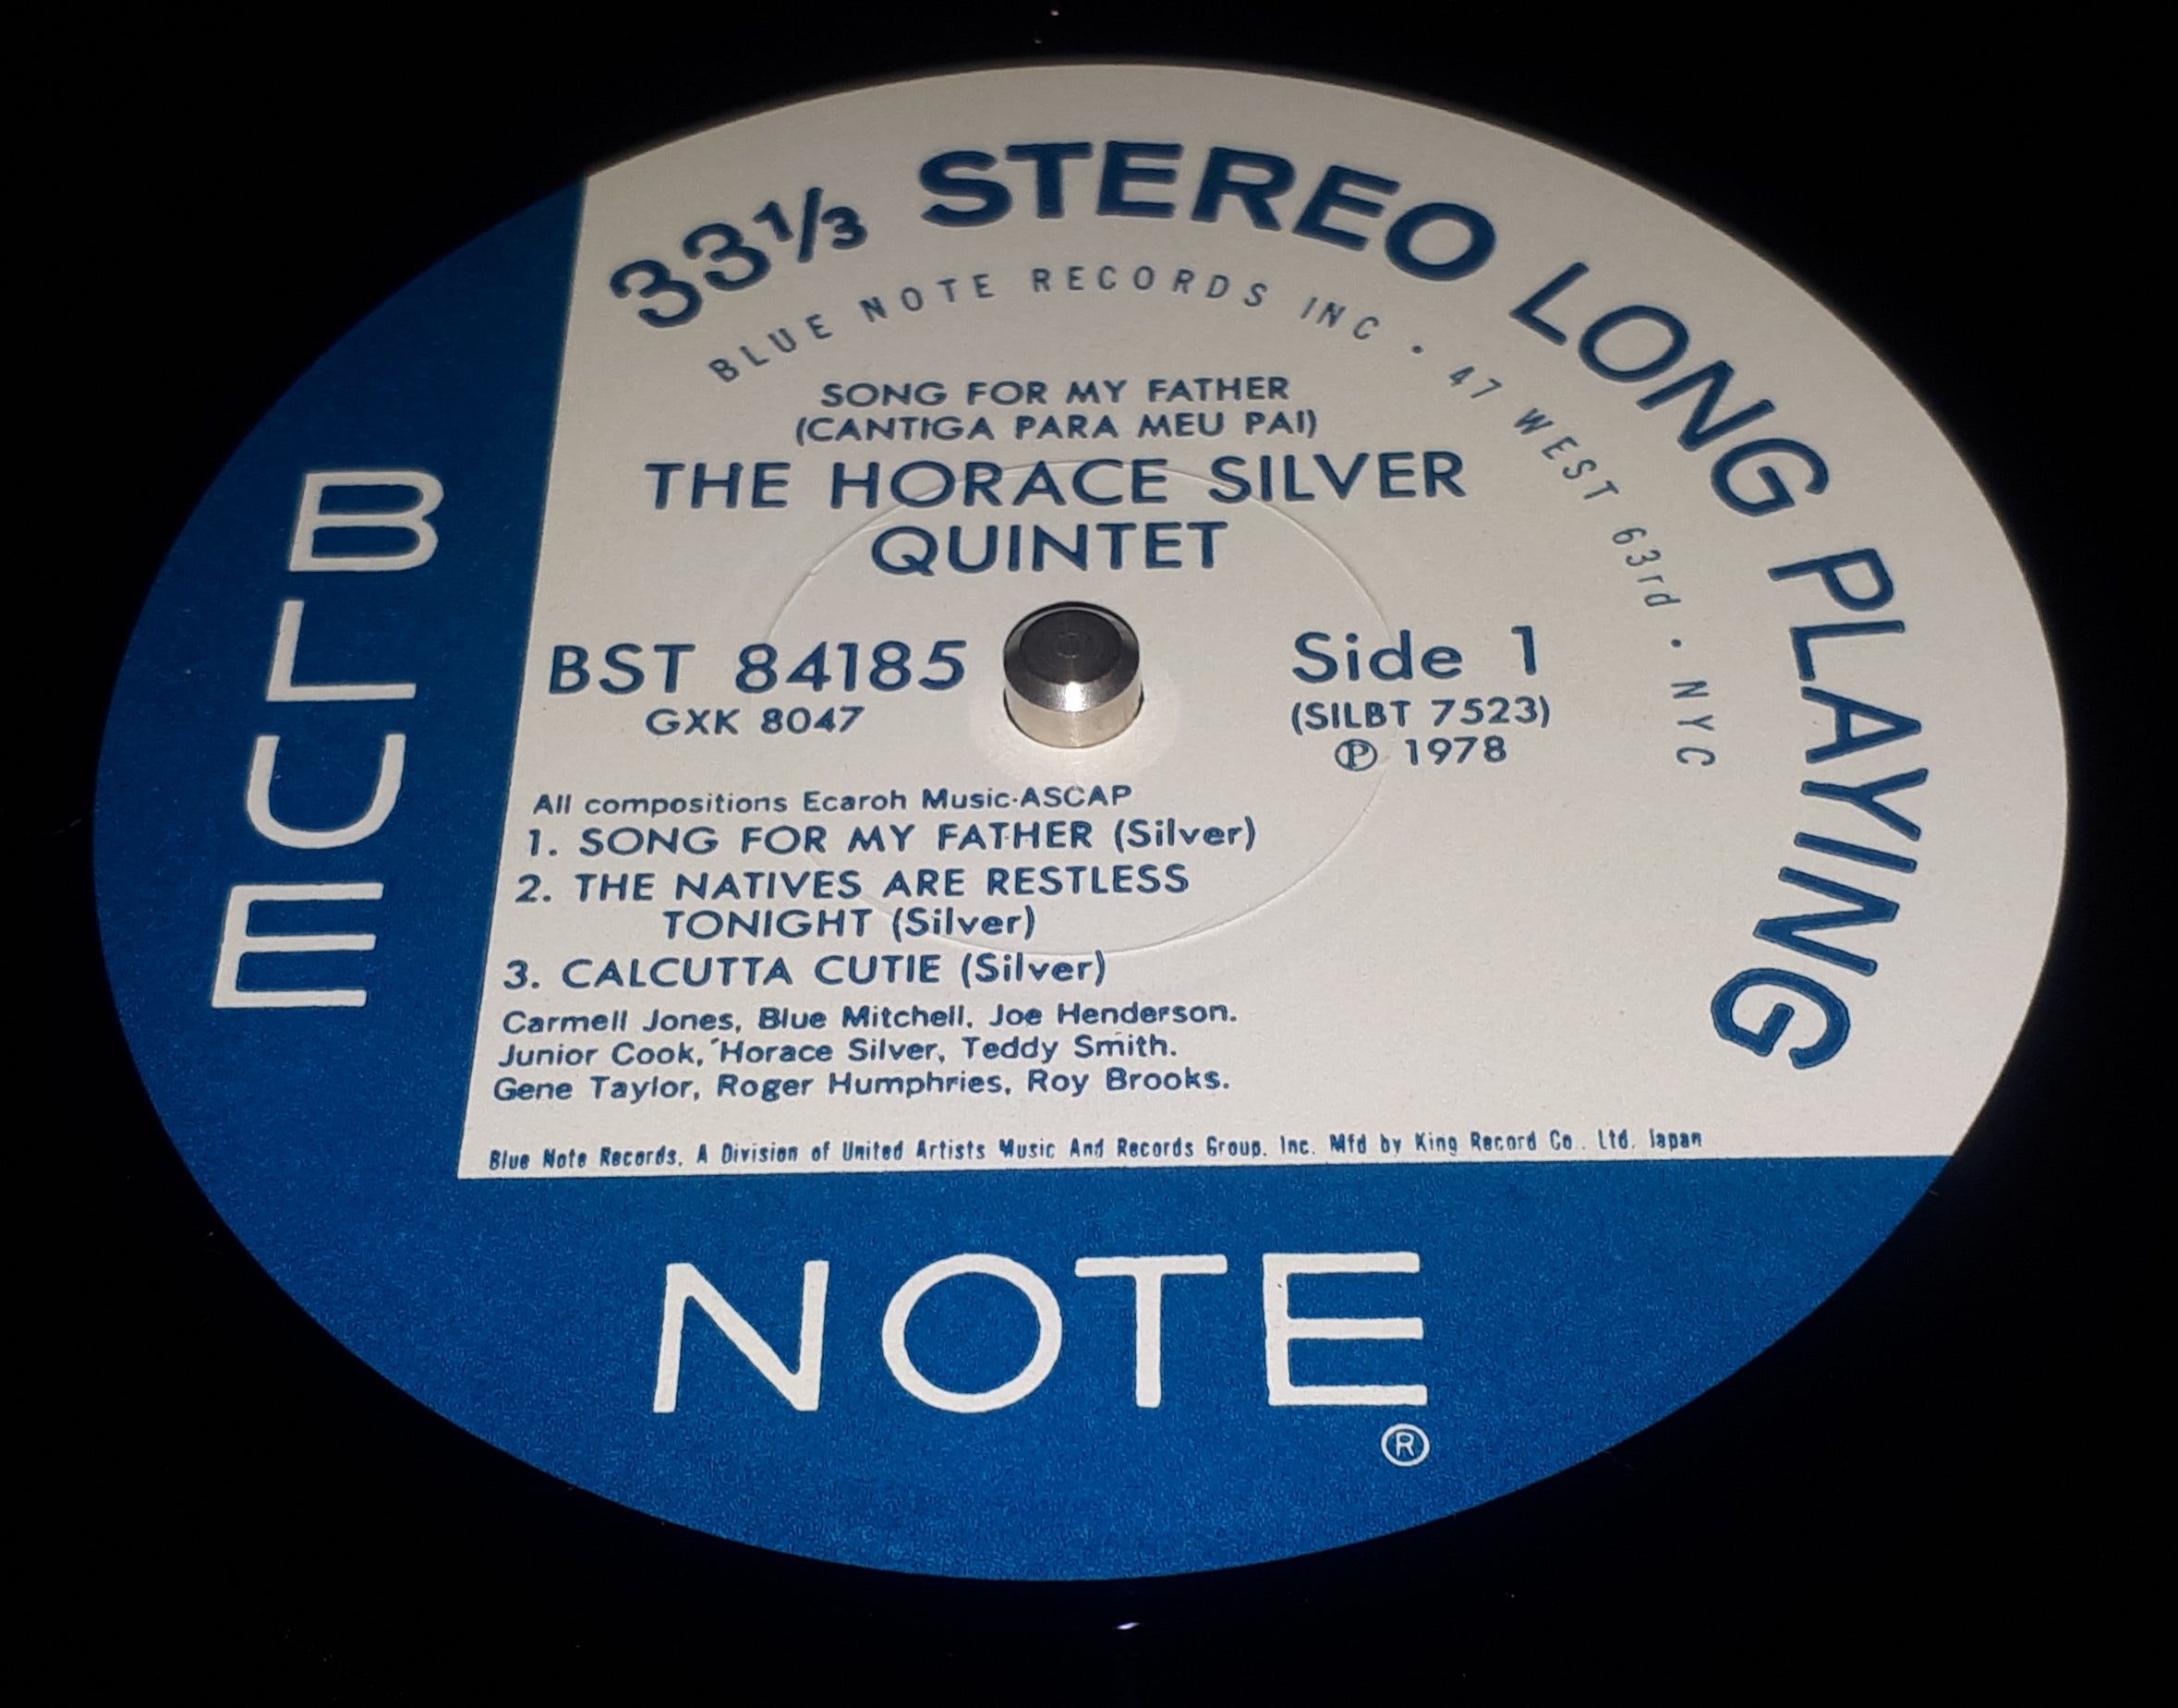 33⅓ STEREO LONG PLAYING
BLUE NOTE RECORDS INC · 47 WEST 63rd · NYC
SONG FOR MY FATHER
(CANTIGA PARA MEU PAI)
THE HORACE SILVER
QUINTET
BST 84185
GXK 8047
Side 1
(SILBT 7523)
℗ 1978
All compositions Ecaroh Music-ASCAP
1. SONG FOR MY FATHER (Silver)
2. THE NATIVES ARE RESTLESS
TONIGHT (Silver)
3. CALCUTTA CUTIE (Silver)
Carmell Jones, Blue Mitchell, Joe Henderson.
Junior Cook, Horace Silver, Teddy Smith.
Gene Taylor, Roger Humphries, Roy Brooks.
Blue Note Records, A Division of United Artists Music And Records Group, Inc. Mfd by King Record Co., Ltd. Japan
BLUE
NOTE
®